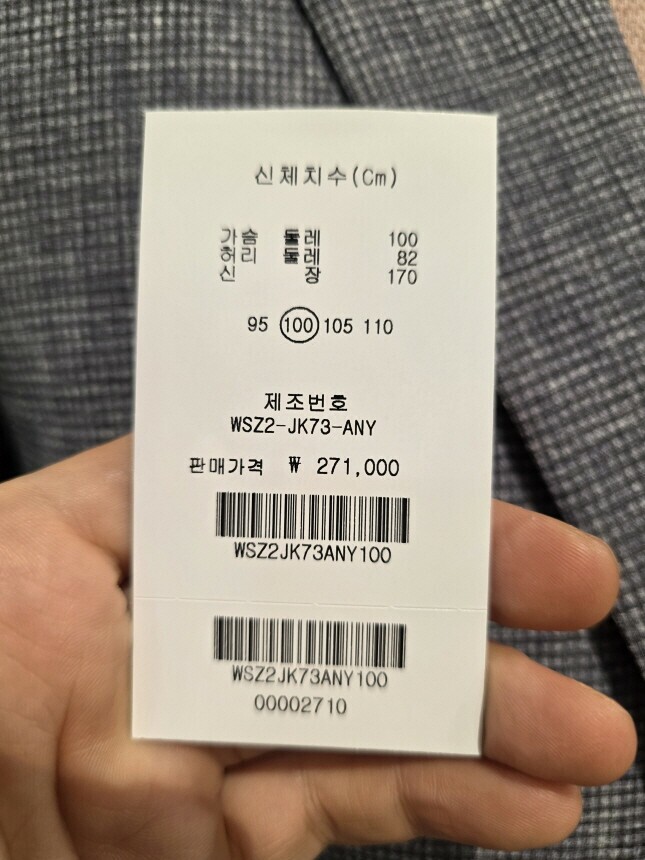 신체치수(Cm)
가슴 둘레 100
허리 둘레 82
신 장 170
95 100 105 110
제조번호
WSZ2-JK73-ANY
판매가격 ₩ 271,000
WSZ2JK73ANY100
WSZ2JK73ANY100
00002710